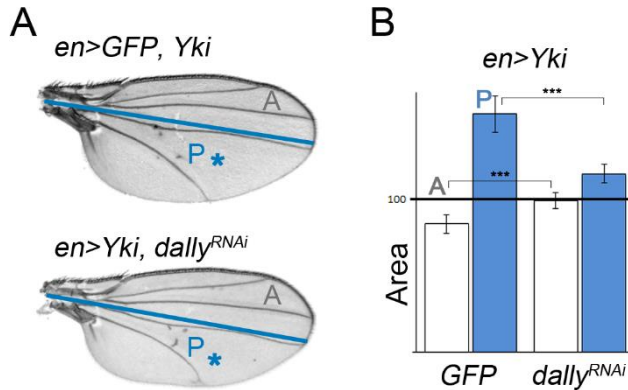 A
en>GFP, Yki
A
P *
en>Yki, dally^RNAi
A
P *
B
en>Yki
P
***
A
***
100
Area
GFP
dally^RNAi